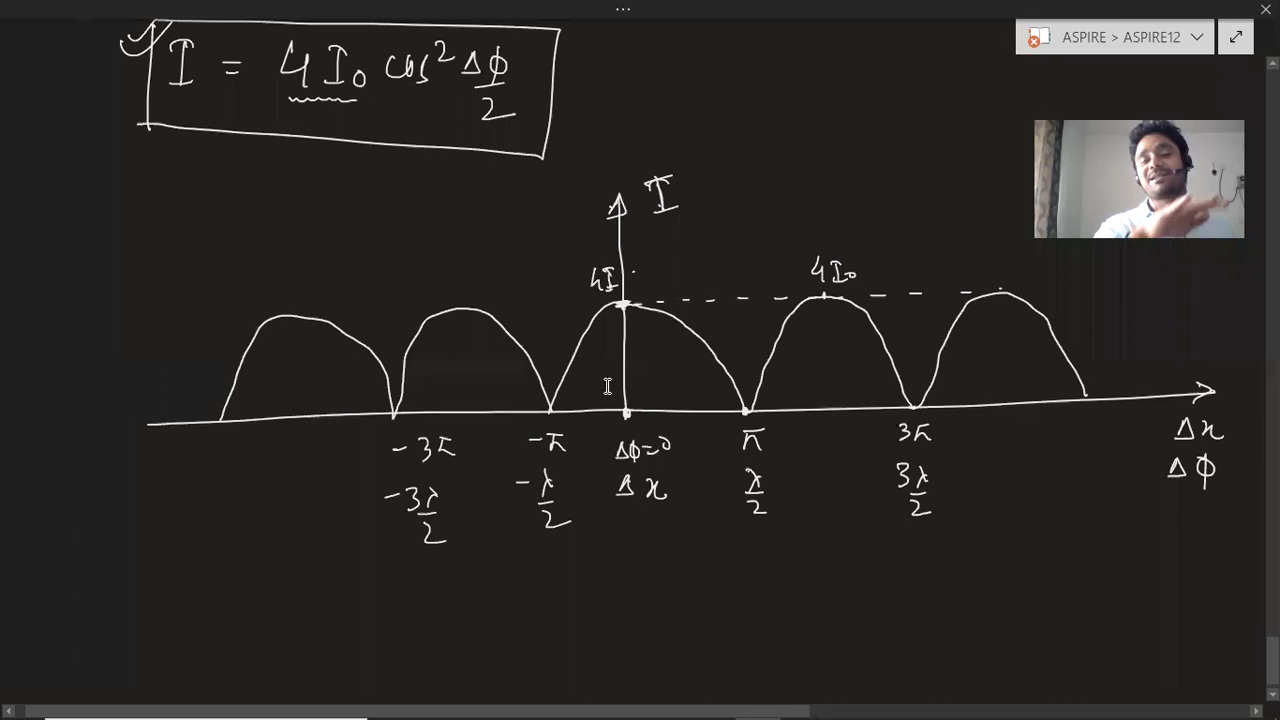 ASPIRE > ASPIRE12
I = 4I₀ cos² Δϕ/2
I
4I
4I₀
-3π -π Δϕ=0 π 3π
Δx
-3λ/2 -λ/2 Δx λ/2 3λ/2
Δϕ